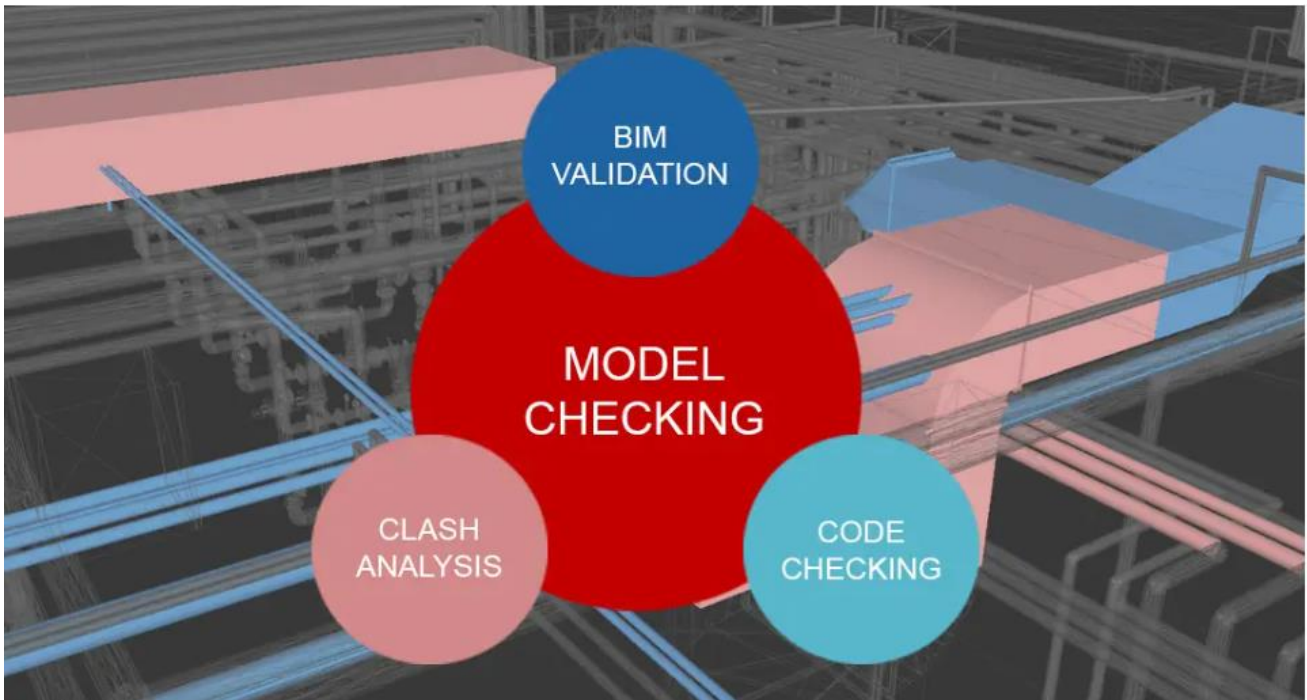 BIM
VALIDATION
MODEL
CHECKING
CLASH
ANALYSIS
CODE
CHECKING